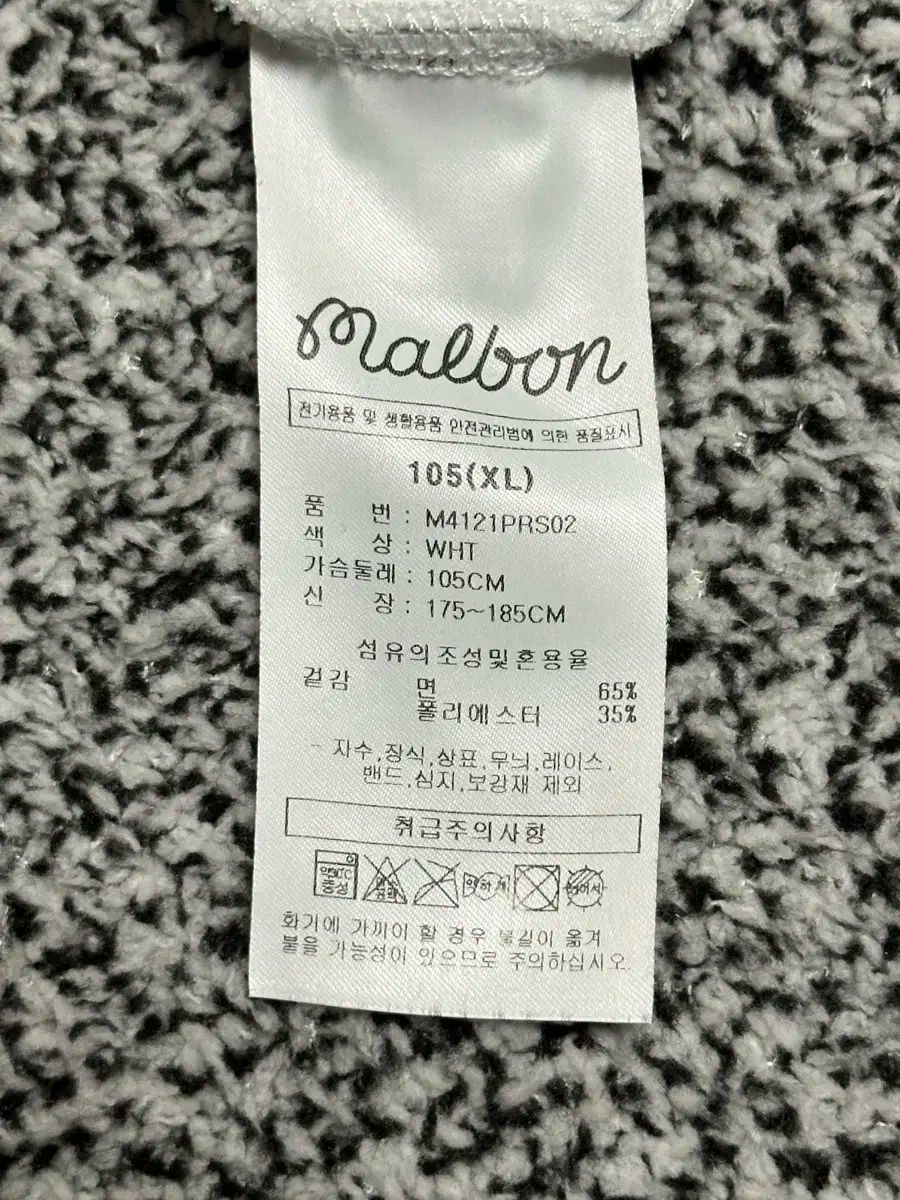 malbon
전기용품 및 생활용품 안전관리법에 의한 품질표시
105(XL)
품 번 : M4121PRS02
색 상 : WHT
가슴둘레 : 105CM
신 장 : 175~185CM
섬유의조성및혼용율
겉감 면 65%
폴리에스터 35%
- 자수,장식,상표,무늬,레이스,
밴드,심지,보강재 제외
취급주의사항
약30℃ 중성
화기에 가까이 할 경우 불길이 옮겨
붙을 가능성이 있으므로 주의하십시오.